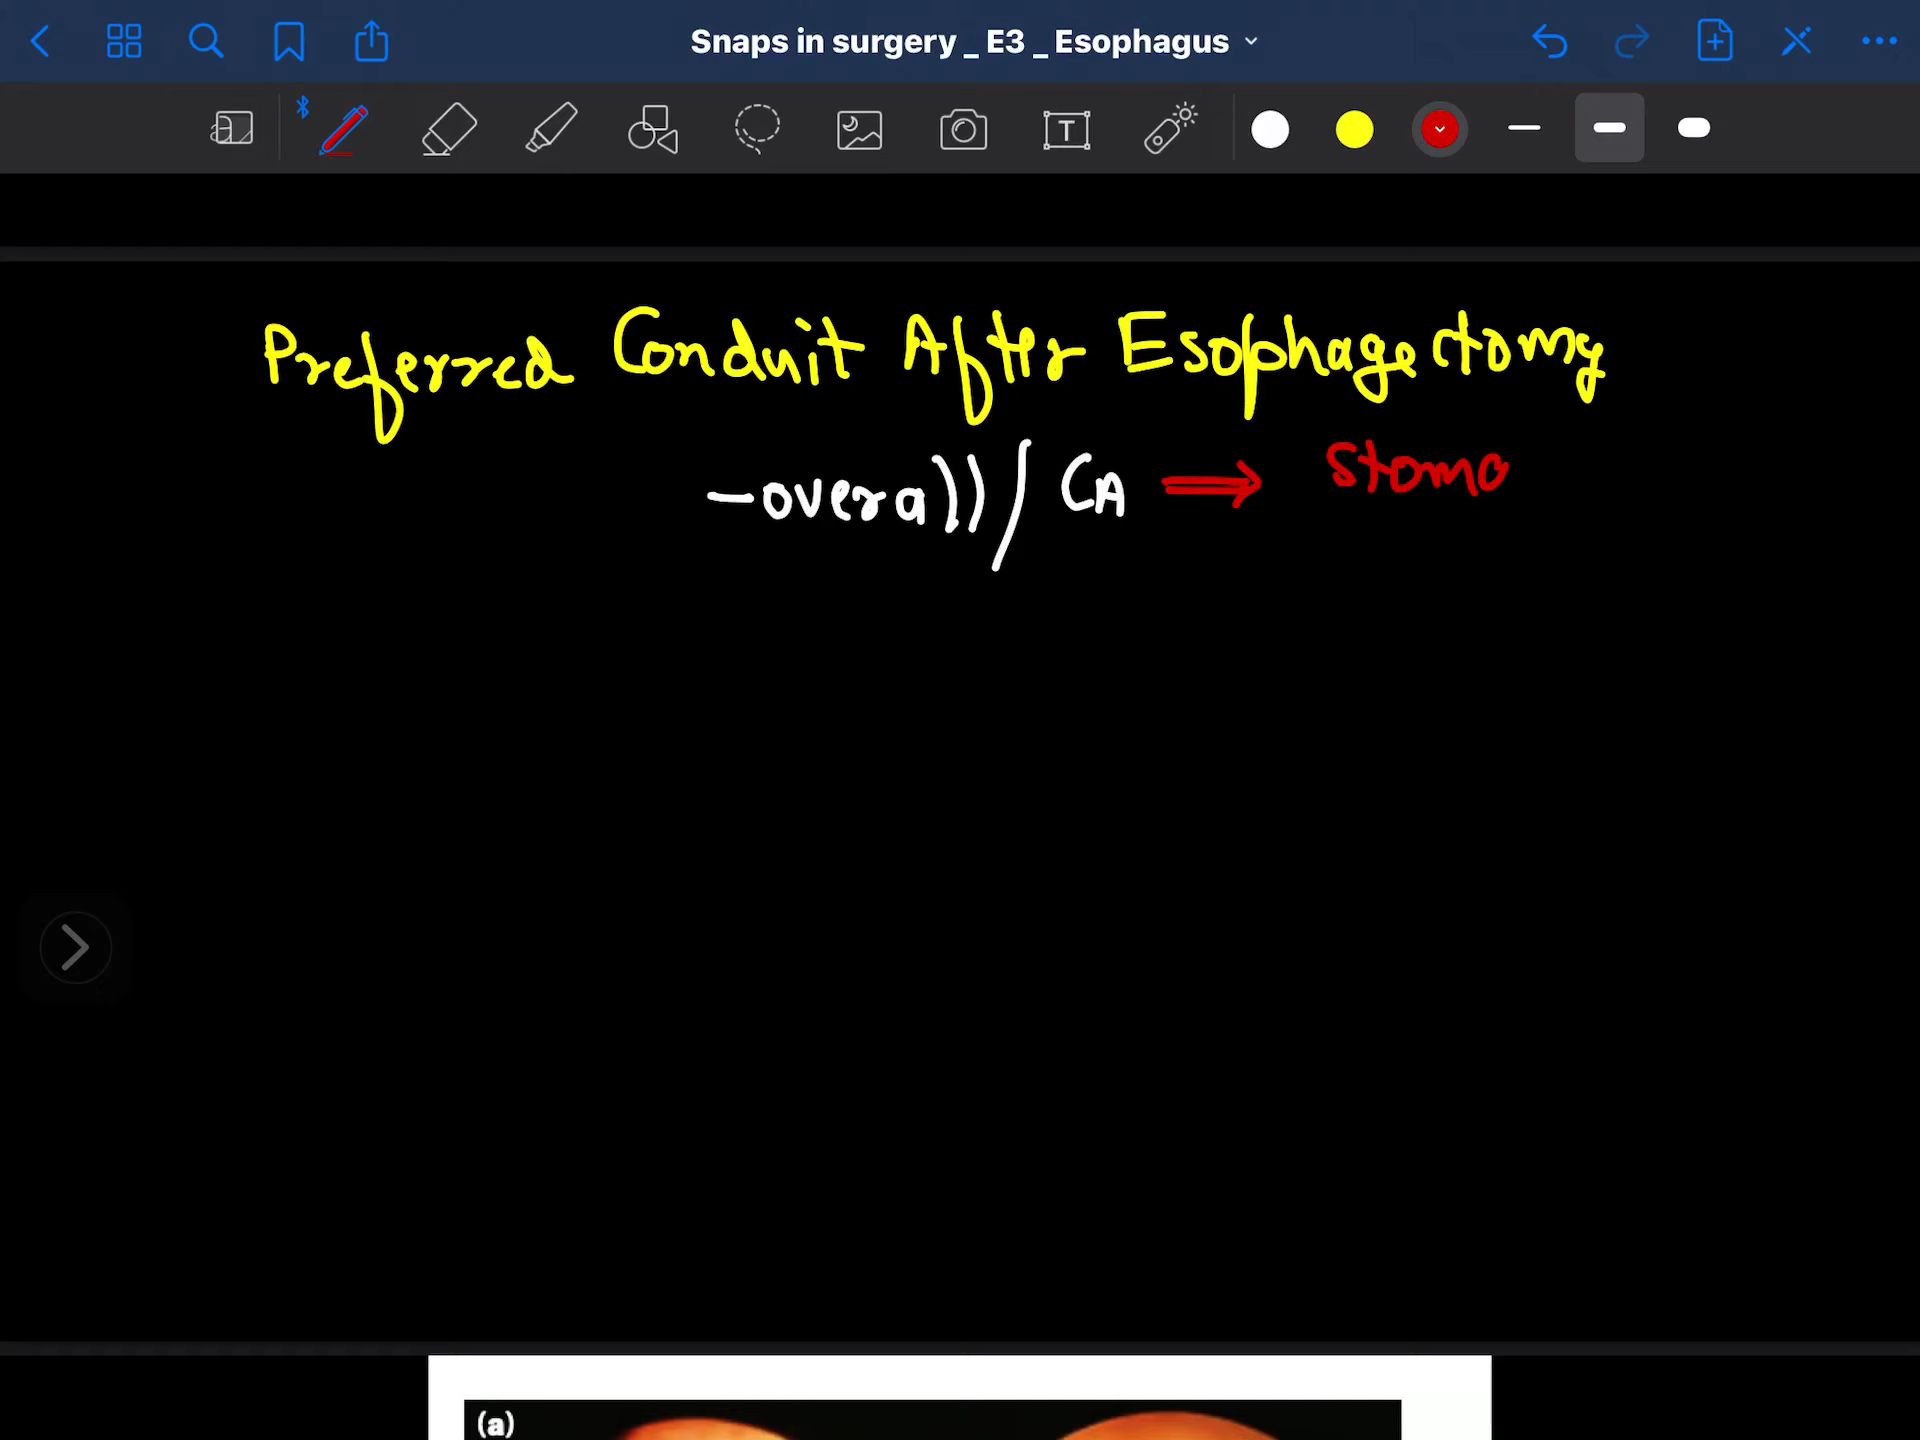 Snaps in surgery _ E3 _ Esophagus
a
T
Preferred Conduit After Esophagectomy
- overall / CA ⇒ Stoma
(a)